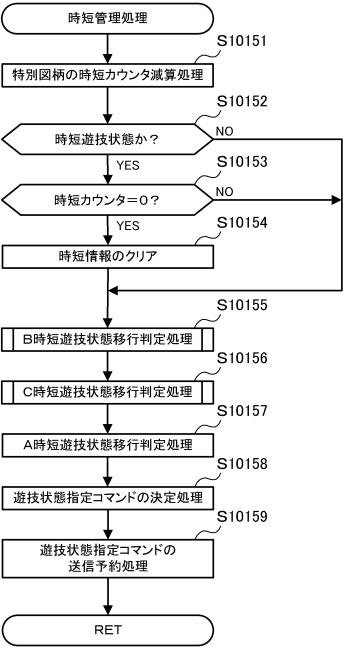 時短管理処理
S10151
特別図柄の時短カウンタ減算処理
S10152
時短遊技状態か？
NO
YES
S10153
時短カウンタ＝０？
NO
YES
S10154
時短情報のクリア
S10155
Ｂ時短遊技状態移行判定処理
S10156
Ｃ時短遊技状態移行判定処理
S10157
Ａ時短遊技状態移行判定処理
S10158
遊技状態指定コマンドの決定処理
S10159
遊技状態指定コマンドの
送信予約処理
RET